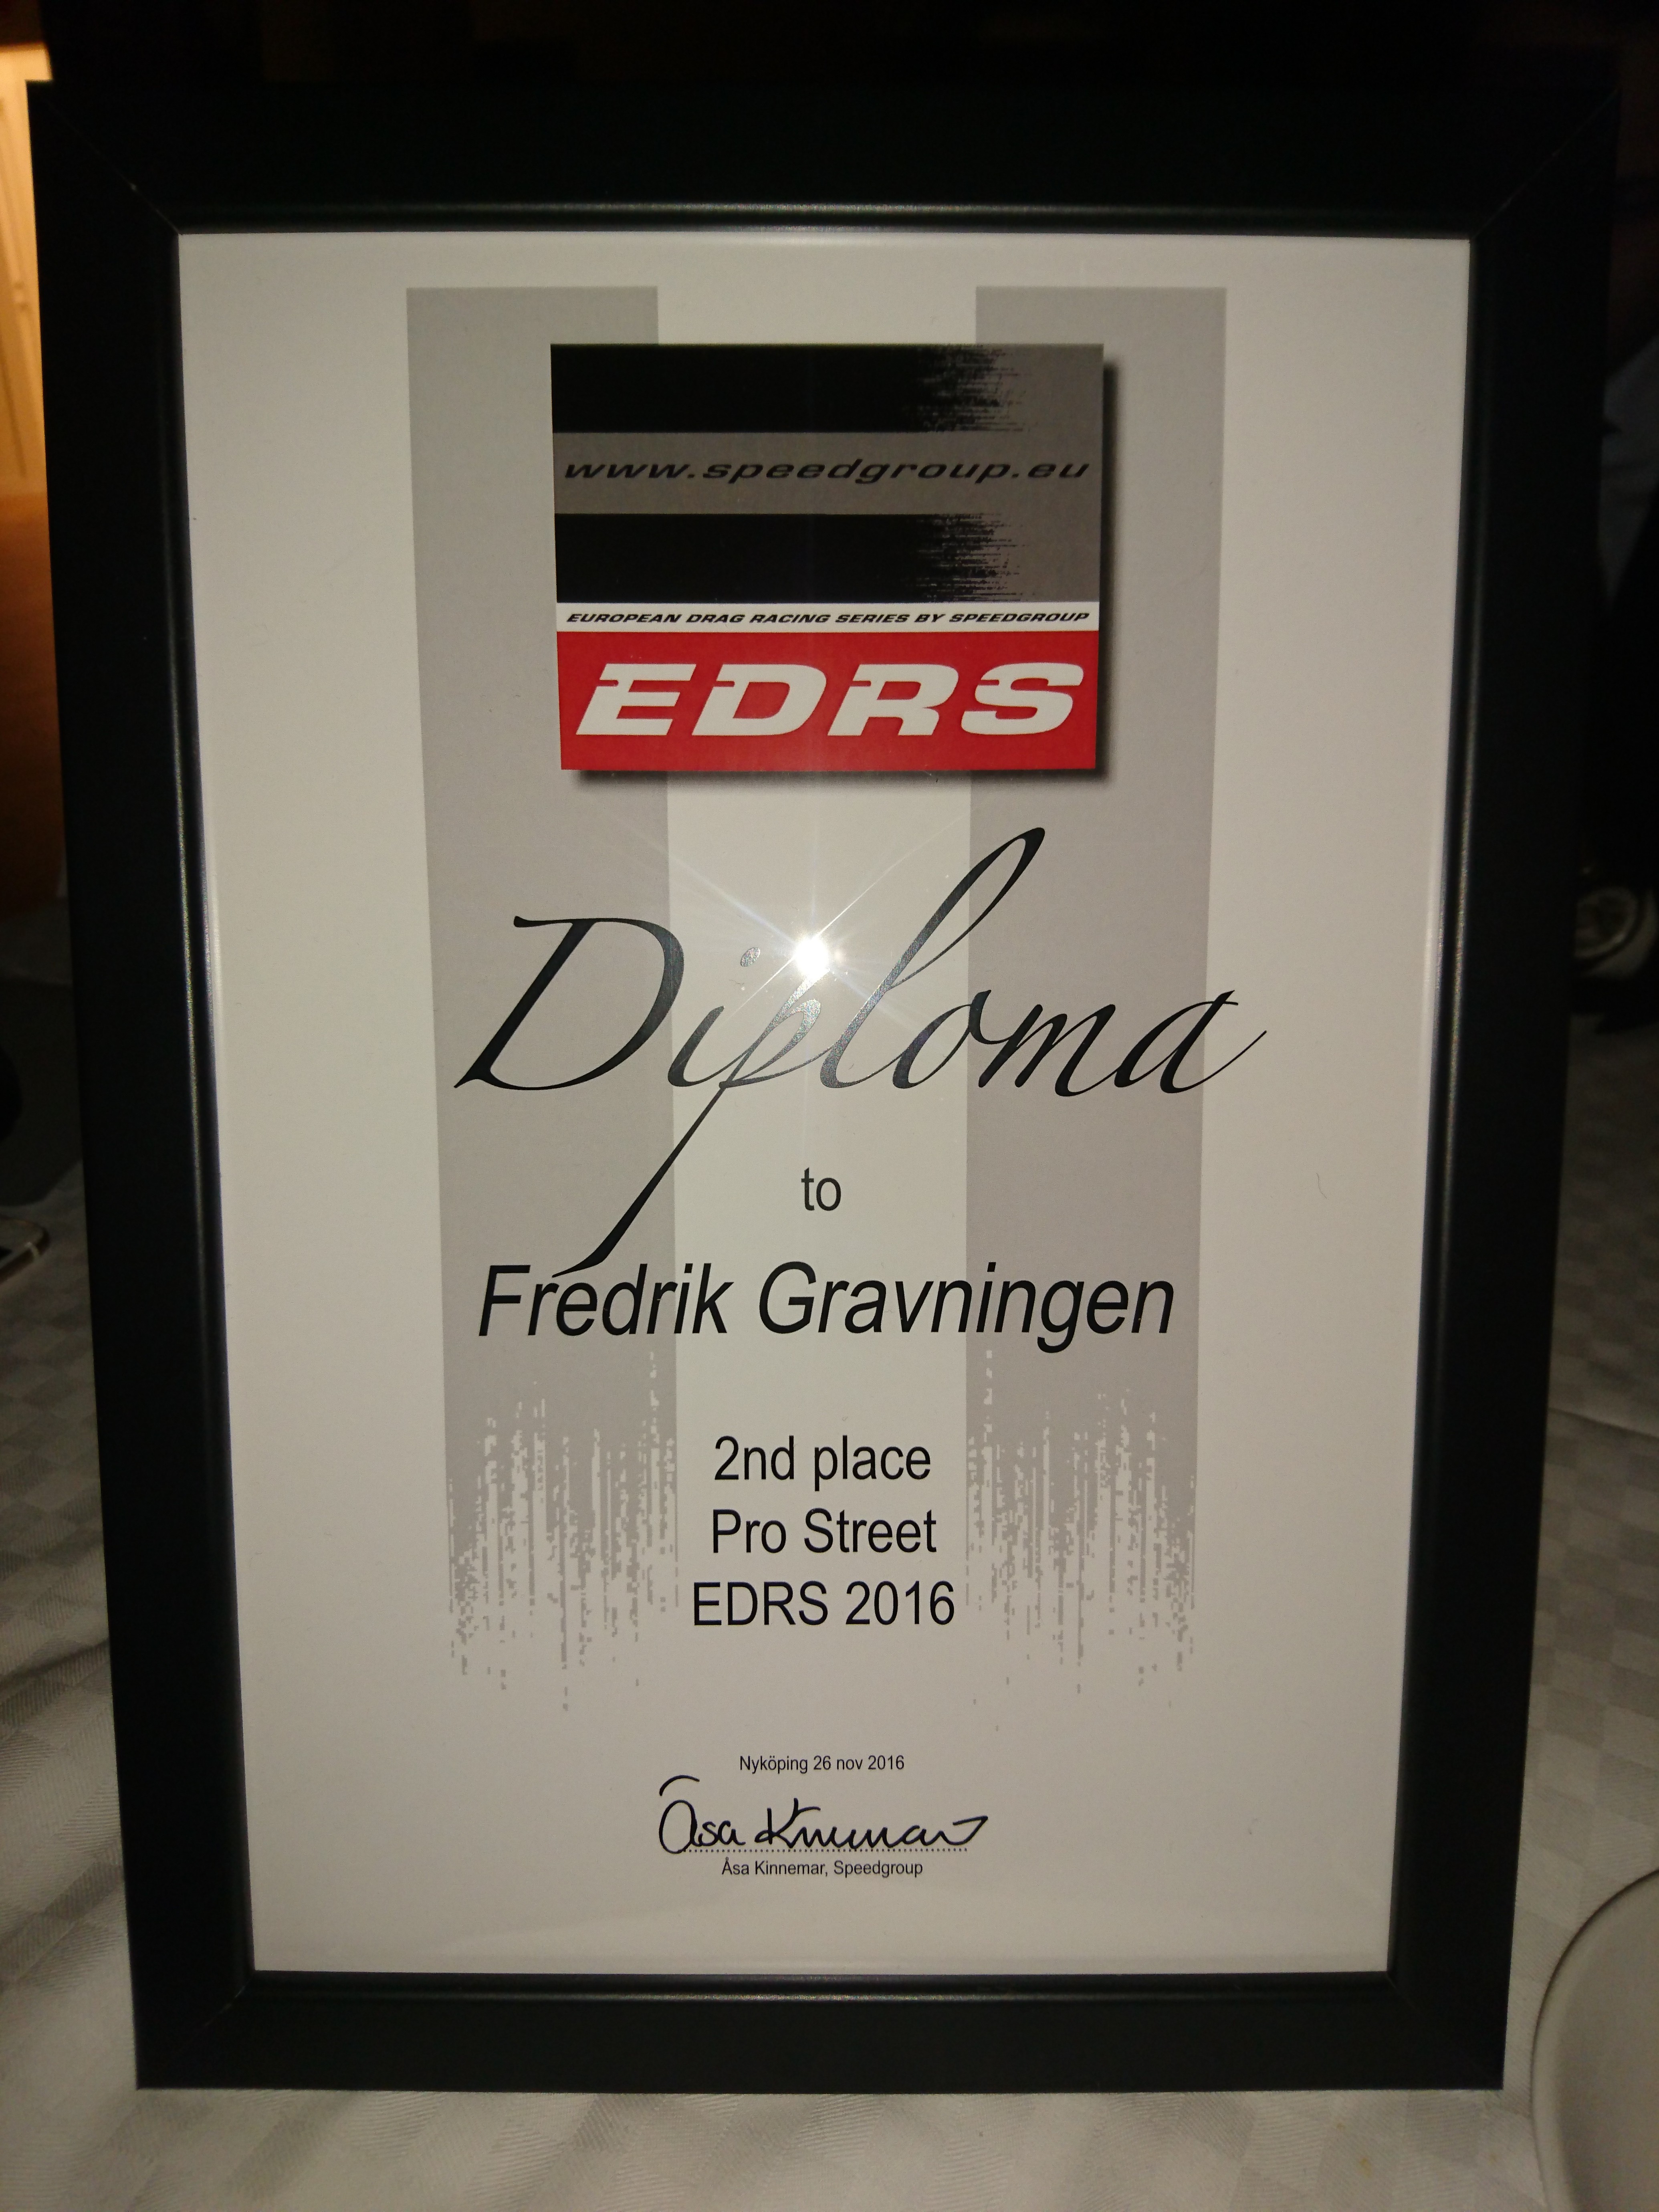 www.speedgroup.eu
EUROPEAN DRAG RACING SERIES BY SPEEDGROUP
EDRS
Diploma
to
Fredrik Gravningen
2nd place
Pro Street
EDRS 2016
Nyköping 26 nov 2016
Åsa Kinnemar
Åsa Kinnemar, Speedgroup